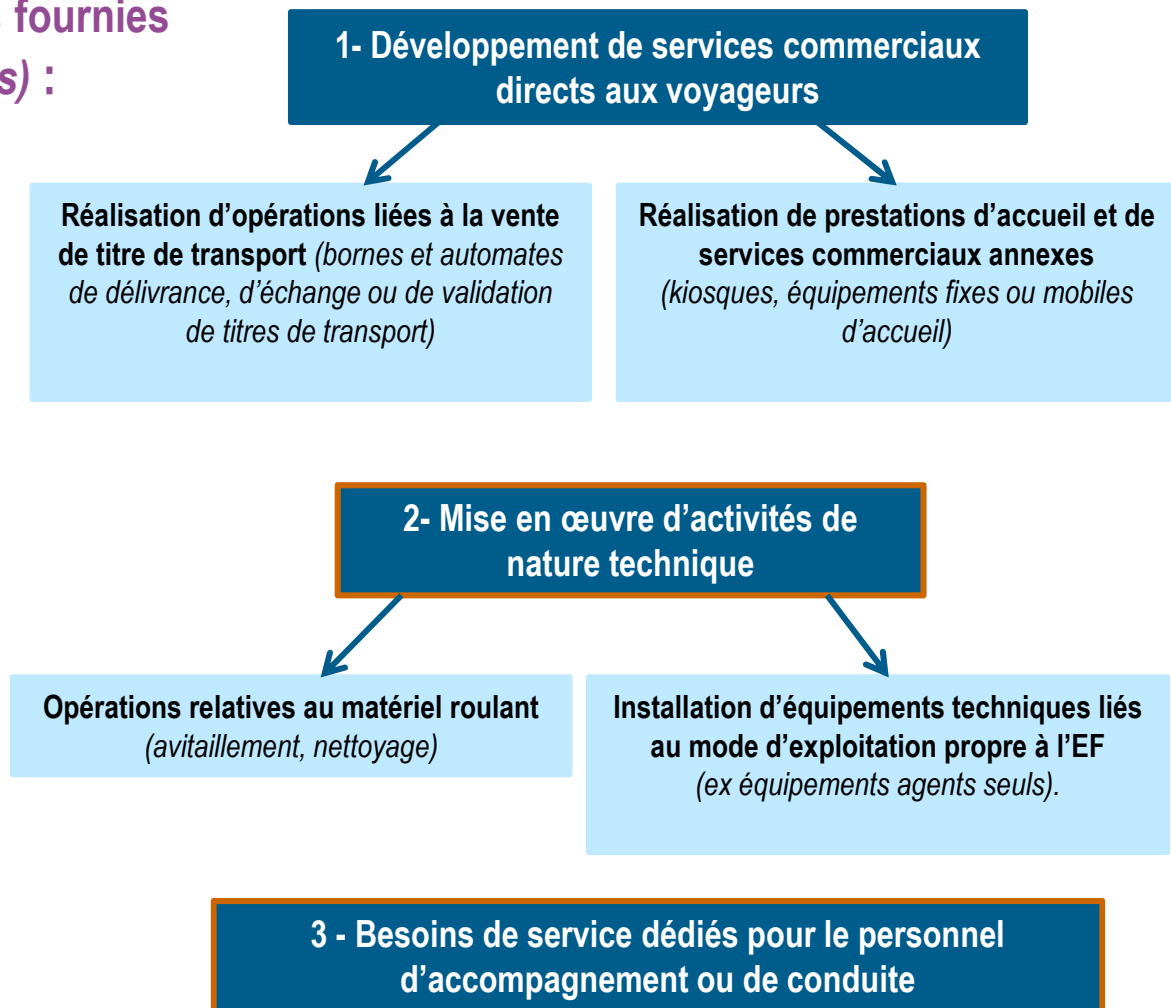 fournies
s) :
1- Développement de services commerciaux
directs aux voyageurs
Réalisation d’opérations liées à la vente
de titre de transport (bornes et automates
de délivrance, d’échange ou de validation
de titres de transport)
Réalisation de prestations d’accueil et de
services commerciaux annexes
(kiosques, équipements fixes ou mobiles
d’accueil)
2- Mise en œuvre d’activités de
nature technique
Opérations relatives au matériel roulant
(avitaillement, nettoyage)
Installation d’équipements techniques liés
au mode d’exploitation propre à l’EF
(ex équipements agents seuls).
3 - Besoins de service dédiés pour le personnel
d’accompagnement ou de conduite